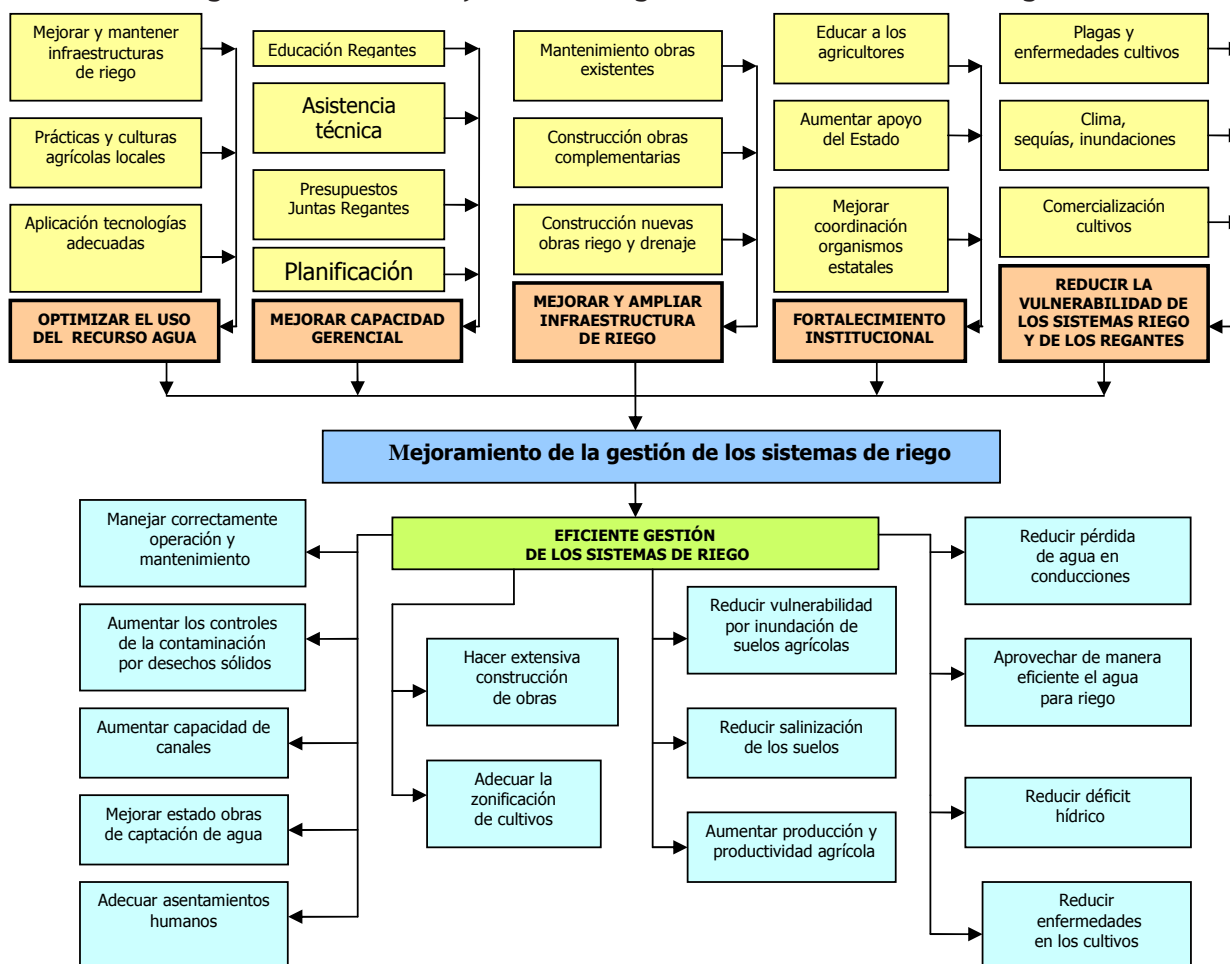 Mejorar y mantener
infraestructuras
de riego
Prácticas y culturas
agrícolas locales
Aplicación tecnologías
adecuadas
OPTIMIZAR EL USO
DEL RECURSO AGUA
Educación Regantes
Asistencia
técnica
Presupuestos
Juntas Regantes
Planificación
MEJORAR CAPACIDAD
GERENCIAL
Mantenimiento obras
existentes
Construcción obras
complementarias
Construcción nuevas
obras riego y drenaje
MEJORAR Y AMPLIAR
INFRAESTRUCTURA
DE RIEGO
Educar a los
agricultores
Aumentar apoyo
del Estado
Mejorar
coordinación
organismos
estatales
FORTALECIMIENTO
INSTITUCIONAL
Plagas y
enfermedades cultivos
Clima,
sequías, inundaciones
Comercialización
cultivos
REDUCIR LA
VULNERABILIDAD DE
LOS SISTEMAS RIEGO
Y DE LOS REGANTES
Mejoramiento de la gestión de los sistemas de riego
EFICIENTE GESTIÓN
DE LOS SISTEMAS DE RIEGO
Manejar correctamente
operación y
mantenimiento
Aumentar los controles
de la contaminación
por desechos sólidos
Aumentar capacidad de
canales
Mejorar estado obras
de captación de agua
Adecuar asentamientos
humanos
Hacer extensiva
construcción
de obras
Adecuar la
zonificación
de cultivos
Reducir vulnerabilidad
por inundación de
suelos agrícolas
Reducir salinización
de los suelos
Aumentar producción y
productividad agrícola
Reducir pérdida
de agua en
conducciones
Aprovechar de manera
eficiente el agua
para riego
Reducir déficit
hídrico
Reducir
enfermedades
en los cultivos